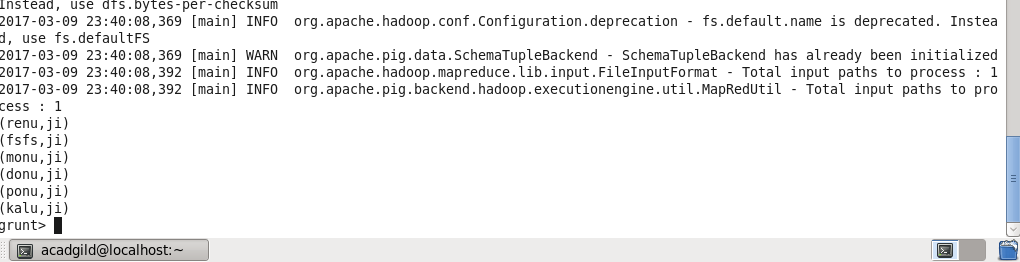 Instead, use dfs.bytes-per-checksum
2017-03-09 23:40:08,369 [main] INFO  org.apache.hadoop.conf.Configuration.deprecation - fs.default.name is deprecated. Instea
d, use fs.defaultFS
2017-03-09 23:40:08,369 [main] WARN  org.apache.pig.data.SchemaTupleBackend - SchemaTupleBackend has already been initialized
2017-03-09 23:40:08,392 [main] INFO  org.apache.hadoop.mapreduce.lib.input.FileInputFormat - Total input paths to process : 1
2017-03-09 23:40:08,392 [main] INFO  org.apache.pig.backend.hadoop.executionengine.util.MapRedUtil - Total input paths to pro
cess : 1
(renu,ji)
(fsfs,ji)
(monu,ji)
(donu,ji)
(ponu,ji)
(kalu,ji)
grunt>
acadgild@localhost:~